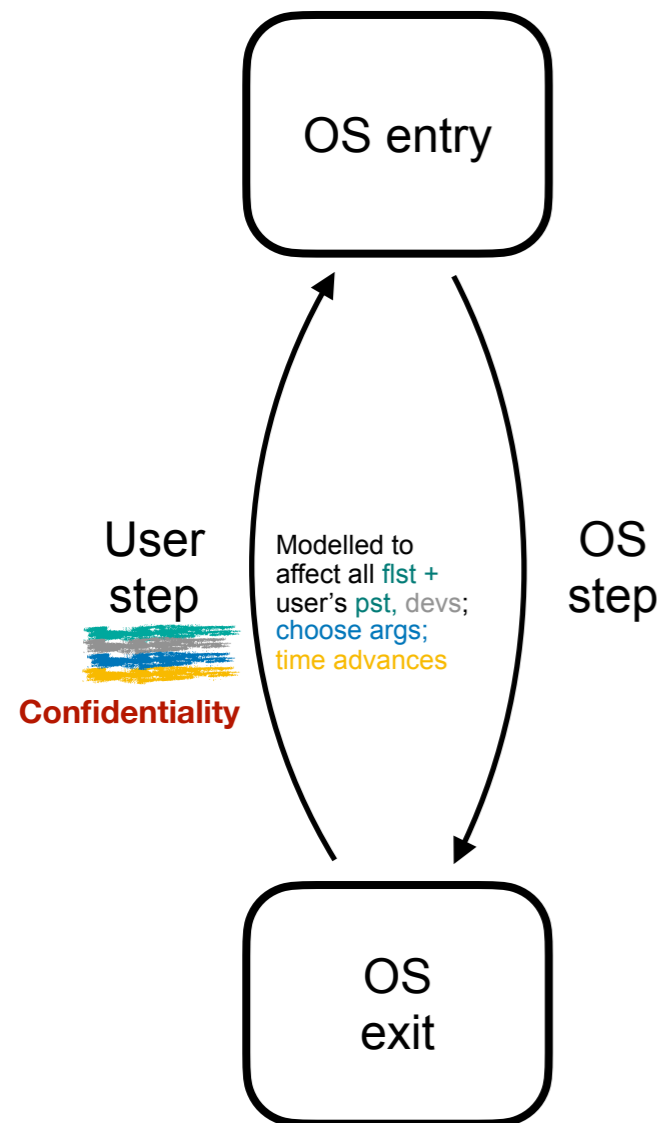 OS entry
User
step
Confidentiality
Modelled to
affect all flst +
user's pst, devs;
choose args;
time advances
OS
step
OS
exit